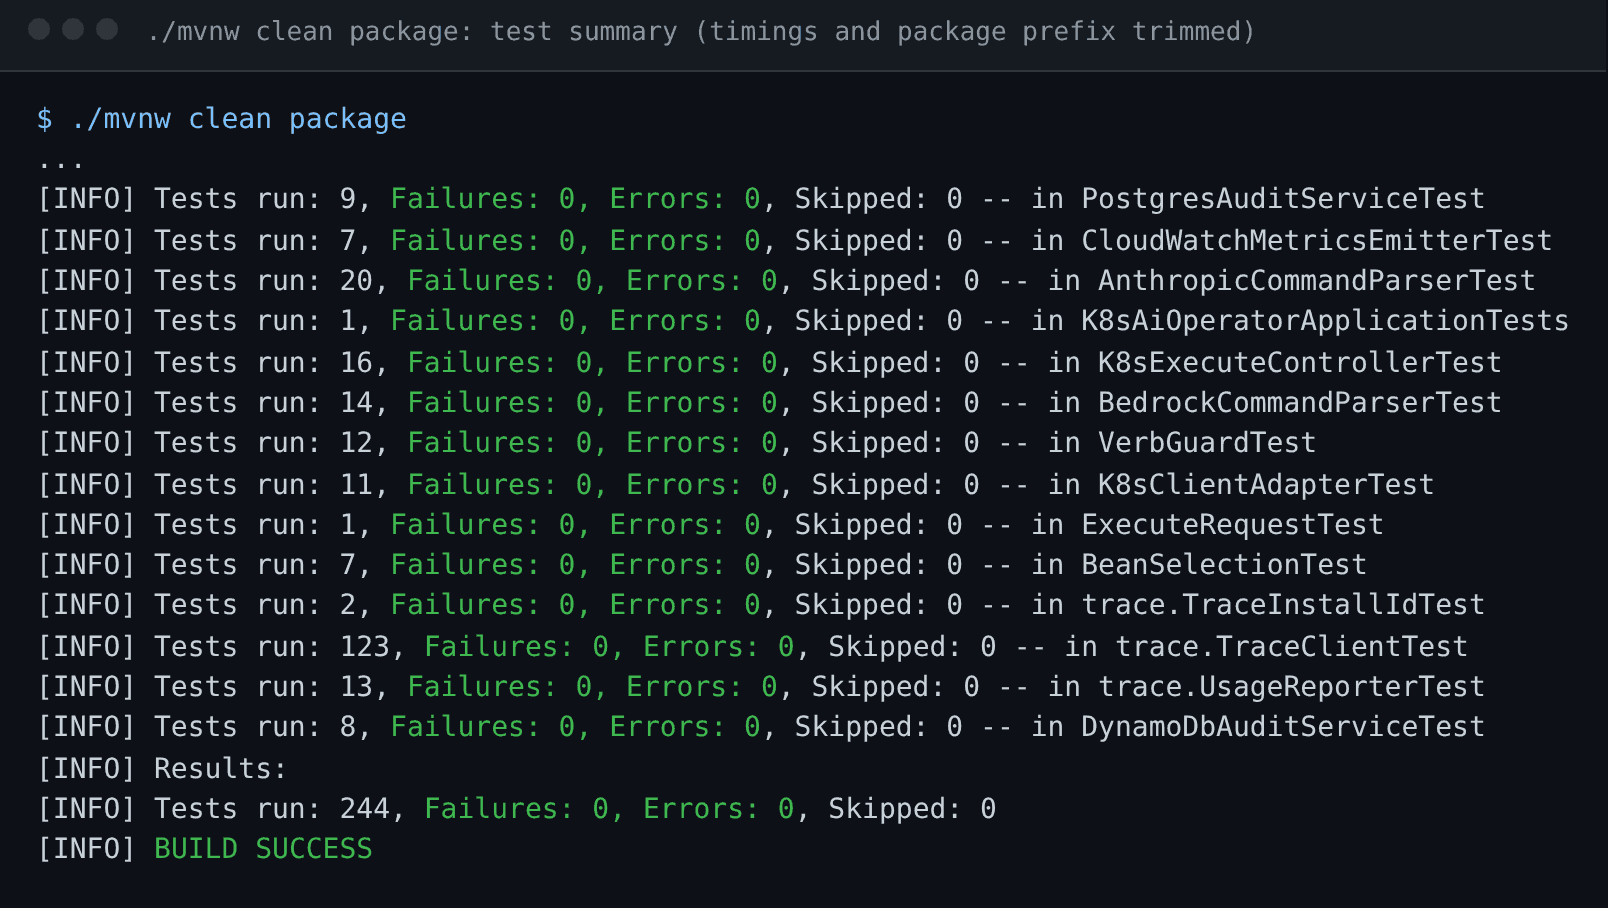 ./mvnw clean package: test summary (timings and package prefix trimmed)
$ ./mvnw clean package
...
[INFO] Tests run: 9, Failures: 0, Errors: 0, Skipped: 0 -- in PostgresAuditServiceTest
[INFO] Tests run: 7, Failures: 0, Errors: 0, Skipped: 0 -- in CloudWatchMetricsEmitterTest
[INFO] Tests run: 20, Failures: 0, Errors: 0, Skipped: 0 -- in AnthropicCommandParserTest
[INFO] Tests run: 1, Failures: 0, Errors: 0, Skipped: 0 -- in K8sAiOperatorApplicationTests
[INFO] Tests run: 16, Failures: 0, Errors: 0, Skipped: 0 -- in K8sExecuteControllerTest
[INFO] Tests run: 14, Failures: 0, Errors: 0, Skipped: 0 -- in BedrockCommandParserTest
[INFO] Tests run: 12, Failures: 0, Errors: 0, Skipped: 0 -- in VerbGuardTest
[INFO] Tests run: 11, Failures: 0, Errors: 0, Skipped: 0 -- in K8sClientAdapterTest
[INFO] Tests run: 1, Failures: 0, Errors: 0, Skipped: 0 -- in ExecuteRequestTest
[INFO] Tests run: 7, Failures: 0, Errors: 0, Skipped: 0 -- in BeanSelectionTest
[INFO] Tests run: 2, Failures: 0, Errors: 0, Skipped: 0 -- in trace.TraceInstallIdTest
[INFO] Tests run: 123, Failures: 0, Errors: 0, Skipped: 0 -- in trace.TraceClientTest
[INFO] Tests run: 13, Failures: 0, Errors: 0, Skipped: 0 -- in trace.UsageReporterTest
[INFO] Tests run: 8, Failures: 0, Errors: 0, Skipped: 0 -- in DynamoDbAuditServiceTest
[INFO] Results:
[INFO] Tests run: 244, Failures: 0, Errors: 0, Skipped: 0
[INFO] BUILD SUCCESS